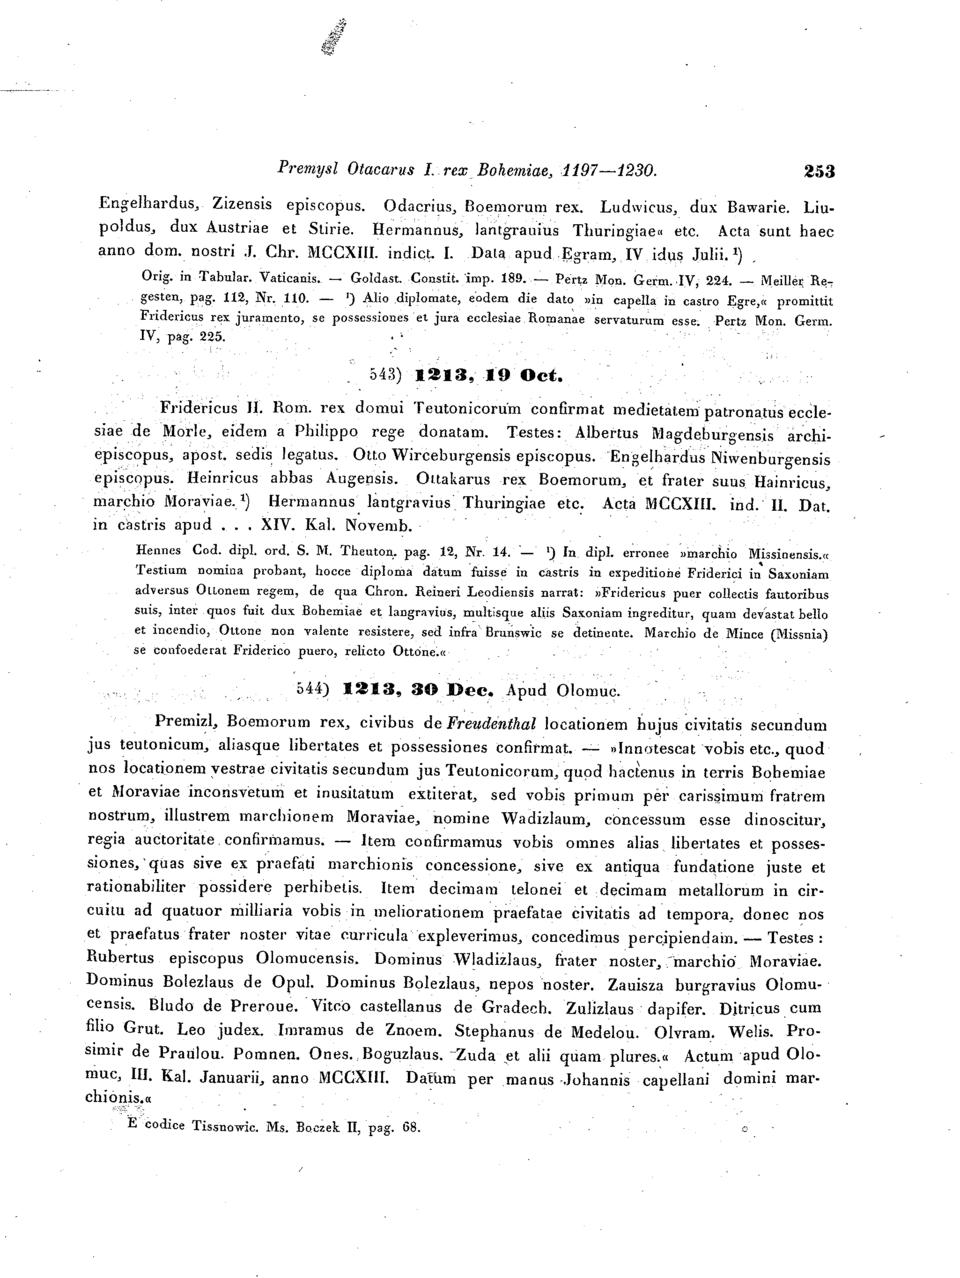 Premysl Otacarus I. rex Bohemiae, 1197—1230. 253
Engelhardus, Zizensis episcopus. Odacrius, Boemorum rex. Ludwicus, dux Bawarie. Liu-
poldus, dux Austriae et Stirie. Hermannus, lantgrauius Thuringiae« etc. Acta sunt haec
anno dom. nostri J. Chr. MCCXIII. indict. I. Data apud Egram, IV idus Julii. ¹)
Orig. in Tabular. Vaticanis. — Goldast. Constit. imp. 189. — Pertz Mon. Germ. IV, 224. — Meiller Re-
gesten, pag. 112, Nr. 110. — ¹) Alio diplomate, eodem die dato »in capella in castro Egre,« promittit
Fridericus rex juramento, se possessiones et jura ecclesiae Romanae servaturum esse. Pertz Mon. Germ.
IV, pag. 225.
543) 1213, 19 Oct.
Fridericus II. Rom. rex domui Teutonicorum confirmat medietatem patronatus eccle-
siae de Morle, eidem a Philippo rege donatam. Testes: Albertus Magdeburgensis archi-
episcopus, apost. sedis legatus. Otto Wirceburgensis episcopus. Engelhardus Niwenburgensis
episcopus. Heinricus abbas Augensis. Ottakarus rex Boemorum, et frater suus Hainricus,
marchio Moraviae. ¹) Hermannus lantgravius Thuringiae etc. Acta MCCXIII. ind. II. Dat.
in castris apud . . . XIV. Kal. Novemb.
Hennes Cod. dipl. ord. S. M. Theuton. pag. 12, Nr. 14. — ¹) In dipl. erronee »marchio Missinensis.«
Testium nomina probant, hocce diploma datum fuisse in castris in expeditione Friderici in Saxoniam
adversus Ottonem regem, de qua Chron. Reineri Leodiensis narrat: »Fridericus puer collectis fautoribus
suis, inter quos fuit dux Bohemiae et langravius, multisque aliis Saxoniam ingreditur, quam devastat bello
et incendio, Ottone non valente resistere, sed infra Brunswic se detinente. Marchio de Mince (Missnia)
se confoederat Friderico puero, relicto Ottone.«
544) 1213, 30 Dec. Apud Olomuc.
Premizl, Boemorum rex, civibus de Freudenthal locationem hujus civitatis secundum
jus teutonicum, aliasque libertates et possessiones confirmat. — »Innotescat vobis etc., quod
nos locationem vestrae civitatis secundum jus Teutonicorum, quod hactenus in terris Bohemiae
et Moraviae inconsvetum et inusitatum extiterat, sed vobis primum per carissimum fratrem
nostrum, illustrem marchionem Moraviae, nomine Wadizlaum, concessum esse dinoscitur,
regia auctoritate confirmamus. — Item confirmamus vobis omnes alias libertates et posses-
siones, quas sive ex praefati marchionis concessione, sive ex antiqua fundatione juste et
rationabiliter possidere perhibetis. Item decimam telonei et decimam metallorum in cir-
cuitu ad quatuor milliaria vobis in meliorationem praefatae civitatis ad tempora, donec nos
et praefatus frater noster vitae curricula expleverimus, concedimus percipiendam. — Testes :
Rubertus episcopus Olomucensis. Dominus Wladizlaus, frater noster, marchio Moraviae.
Dominus Bolezlaus de Opul. Dominus Bolezlaus, nepos noster. Zauisza burgravius Olomu-
censis. Bludo de Preroue. Vitco castellanus de Gradech. Zulizlaus dapifer. Ditricus cum
filio Grut. Leo judex. Imramus de Znoem. Stephanus de Medelou. Olvram. Welis. Pro-
simir de Praulou. Pomnen. Ones. Boguzlaus. Zuda et alii quam plures.« Actum apud Olo-
muc, III. Kal. Januarii, anno MCCXIII. Datum per manus Johannis capellani domini mar-
chionis.«
E codice Tissnowic. Ms. Boczek II, pag. 68.